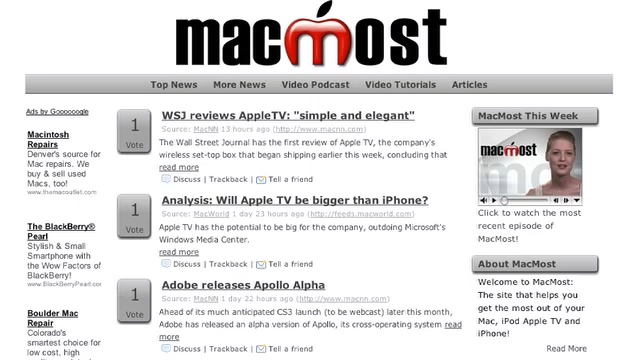 macmost
Top News More News Video Podcast Video Tutorials Articles
Ads by Goooooogle
Macintosh
Repairs
Denver's source for
Mac repairs. We
buy & sell used
Macs, too!
www.themacoutlet.com
The BlackBerry®
Pearl
Stylish & Small
Smartphone with
the Wow Factors of
BlackBerry!
www.BlackBerryPearl.co
Boulder Mac
Repair
Colorado's
smartest choice for
low cost, high
1
Vote
WSJ reviews AppleTV: "simple and elegant"
Source: MacNN 13 hours ago (http://www.macnn.com)
The Wall Street Journal has the first review of Apple TV, the company's
wireless set-top box that began shipping earlier this week, concluding that
read more
Discuss | Trackback | Tell a friend
1
Vote
Analysis: Will Apple TV be bigger than iPhone?
Source: MacWorld 1 day 23 hours ago (http://feeds.macworld.com)
Apple TV has the potential to be big for the company, outdoing Microsoft's
Windows Media Center.
read more
Discuss | Trackback | Tell a friend
1
Vote
Adobe releases Apollo Alpha
Source: MacNN 1 day 22 hours ago (http://www.macnn.com)
Ahead of its much anticipated CS3 launch (to be webcast) later this month,
Adobe has released an alpha version of Apollo, its cross-operating system read
more
Discuss | Trackback | Tell a friend
MacMost This Week
macmost
Click to watch the most
recent episode of
MacMost!
About MacMost
Welcome to MacMost:
The site that helps you
get the most out of your
Mac, iPod Apple TV and
iPhone!
Read More